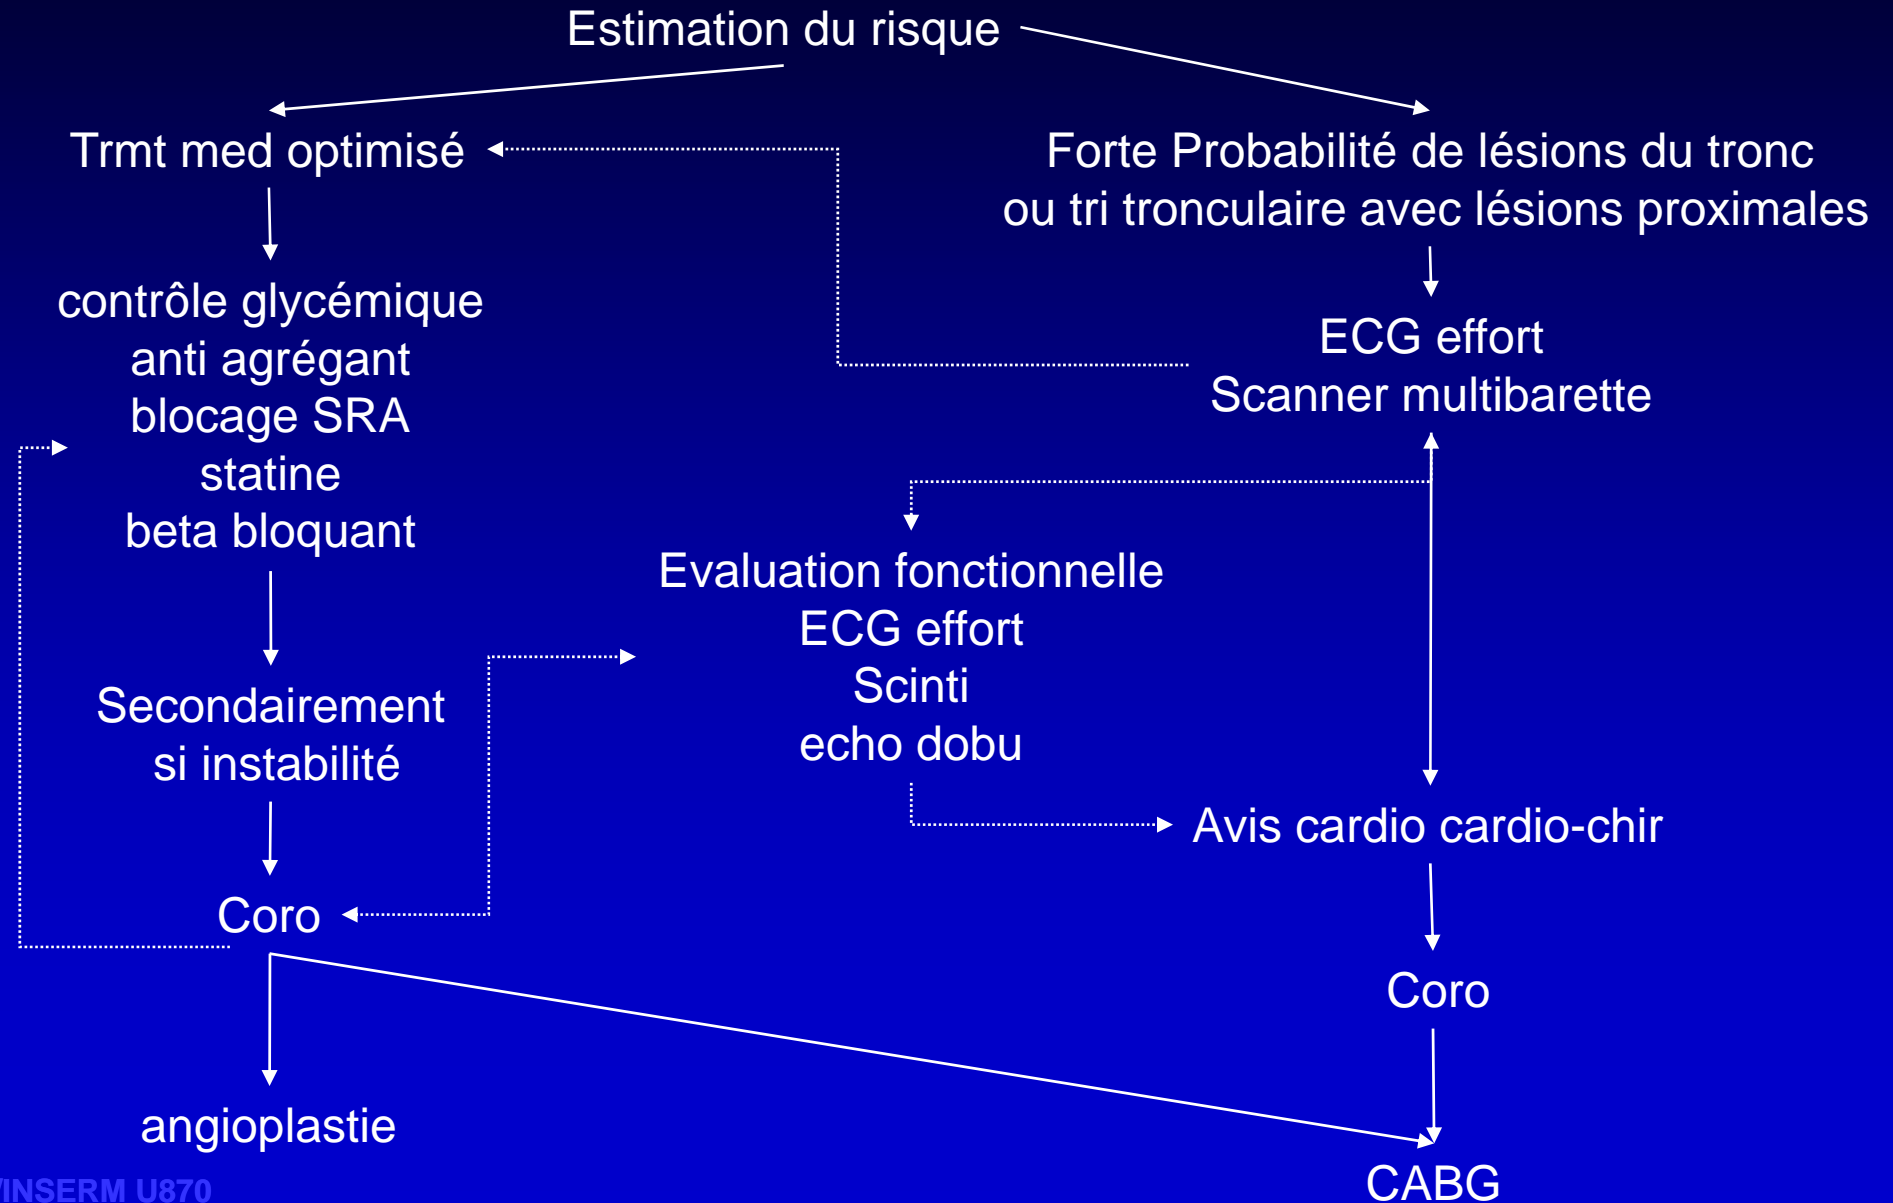 Estimation du risque
Trmt med optimisé
Forte Probabilité de lésions du tronc
ou tri tronculaire avec lésions proximales
contrôle glycémique
anti agrégant
blocage SRA
statine
beta bloquant
ECG effort
Scanner multibarette
Evaluation fonctionnelle
ECG effort
Scinti
echo dobu
Secondairement
si instabilité
Avis cardio cardio-chir
Coro
Coro
angioplastie
CABG
/INSERM U870